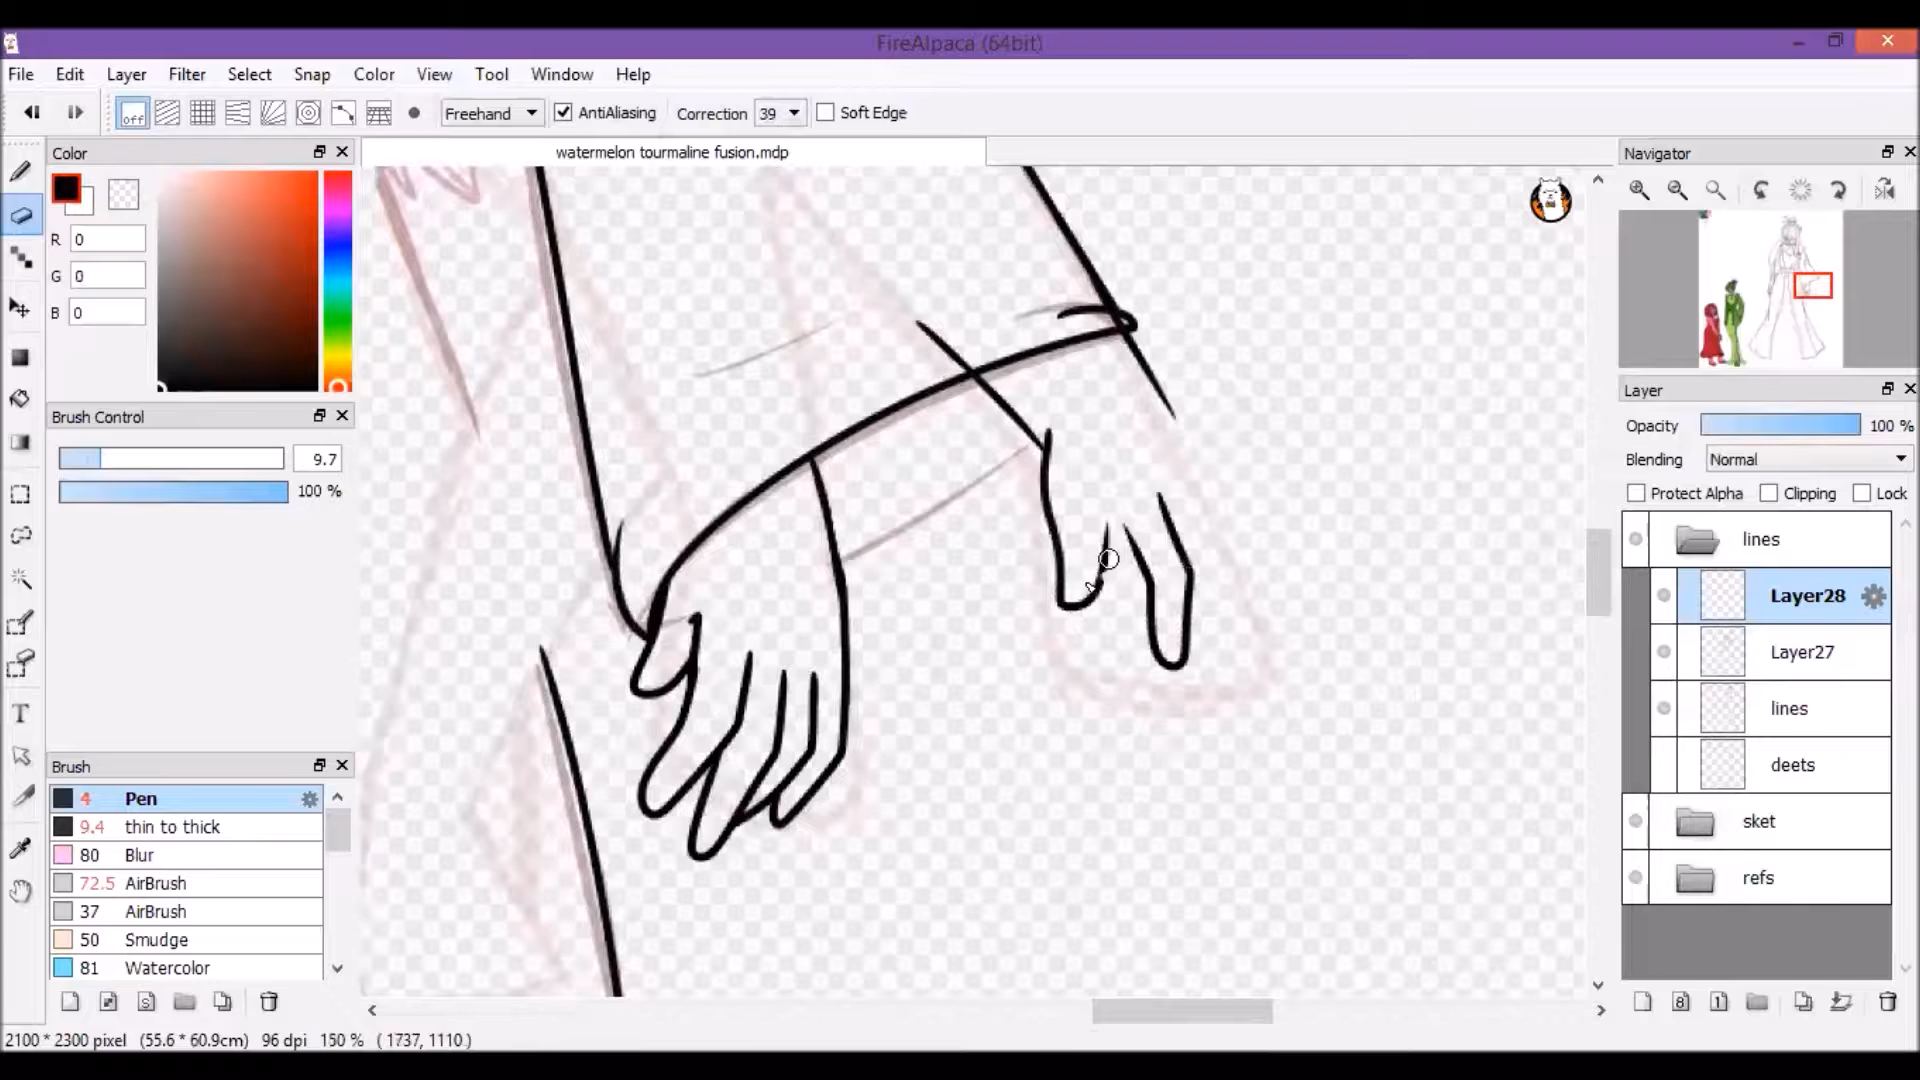 FireAlpaca (64bit)
File Edit Layer Filter Select Snap Color View Tool Window Help
off Freehand AntiAliasing Correction 39 Soft Edge
Color
watermelon tourmaline fusion.mdp
Navigator
R 0
G 0
B 0
Brush Control
9.7
100 %
Layer
Opacity 100 %
Blending Normal
Protect Alpha Clipping Lock
lines
Layer28
Layer27
lines
deets
sket
refs
T
Brush
4 Pen
9.4 thin to thick
80 Blur
72.5 AirBrush
37 AirBrush
50 Smudge
81 Watercolor
S
8 1
2100 * 2300 pixel (55.6 * 60.9cm) 96 dpi 150 % ( 1737, 1110 )